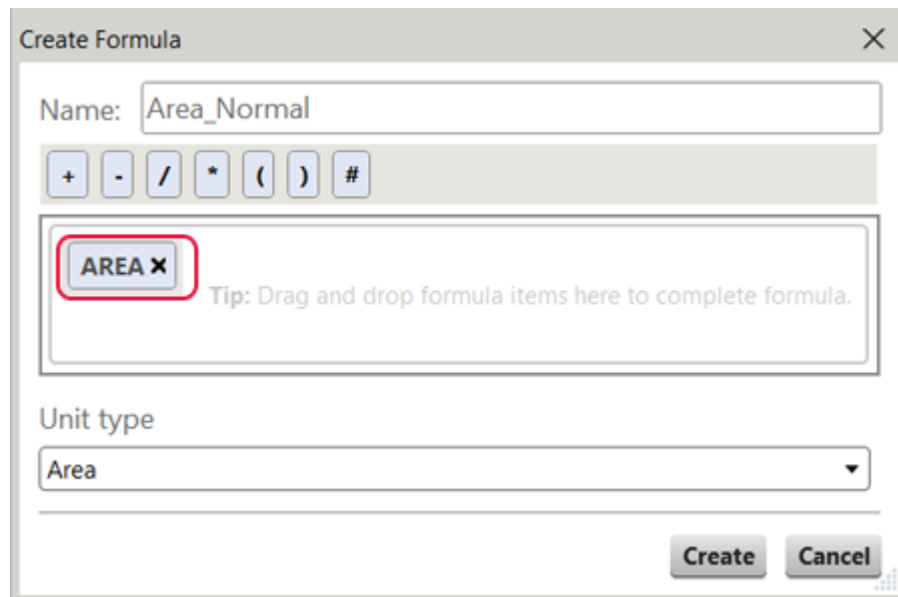 Create Formula
Name: Area_Normal
+ - / * ( ) #
AREA ×
Tip: Drag and drop formula items here to complete formula.
Unit type
Area
Create Cancel